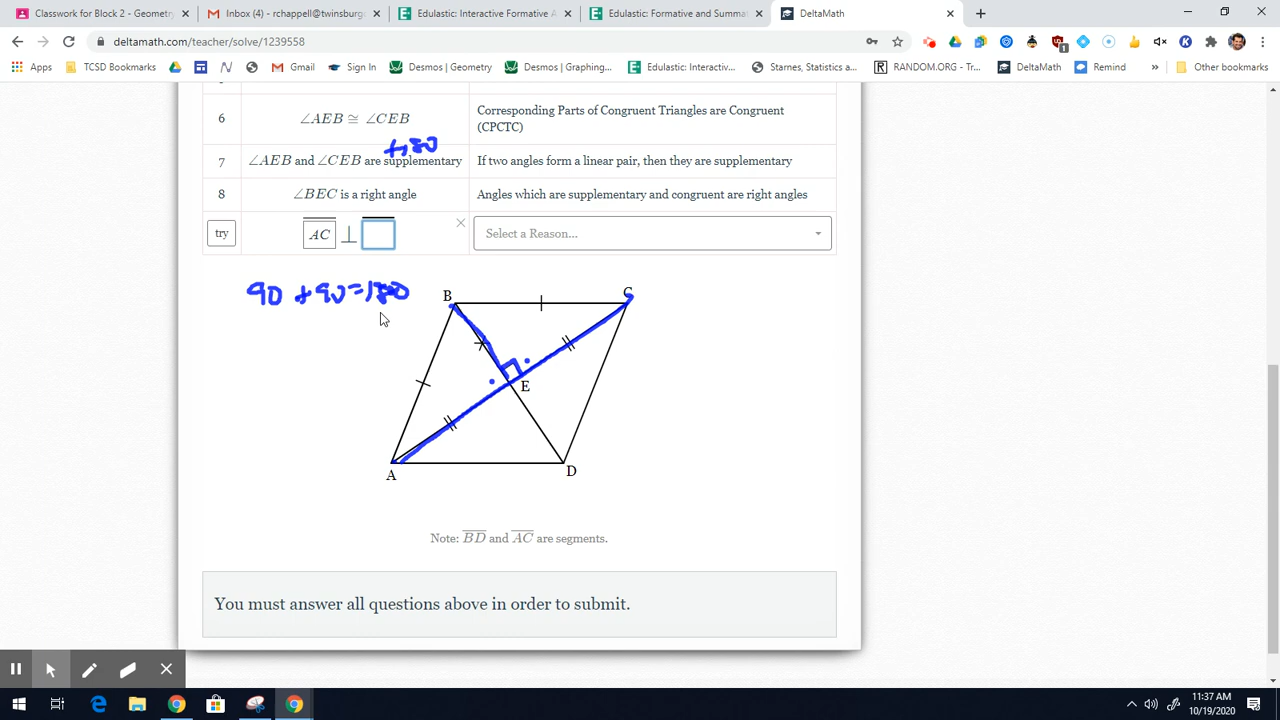 Classwork for Block 2 - Geometry
Inbox (4) - rchappell@twinsburg
Edulastic: Interactive Formative A
Edulastic: Formative and Summat
DeltaMath
deltamath.com/teacher/solve/1239558
Apps
TCSD Bookmarks
Gmail
Sign In
Desmos | Geometry
Desmos | Graphing...
Edulastic: Interactiv...
Starnes, Statistics a...
RANDOM.ORG - Tr...
DeltaMath
Remind
»
Other bookmarks
6 ∠AEB ≅ ∠CEB Corresponding Parts of Congruent Triangles are Congruent (CPCTC)
7 ∠AEB and ∠CEB are supplementary If two angles form a linear pair, then they are supplementary
8 ∠BEC is a right angle Angles which are supplementary and congruent are right angles
try AC ⊥ × Select a Reason...
90 + 90 = 180
B
C
E
A
D
Note: BD and AC are segments.
You must answer all questions above in order to submit.
11:37 AM
10/19/2020